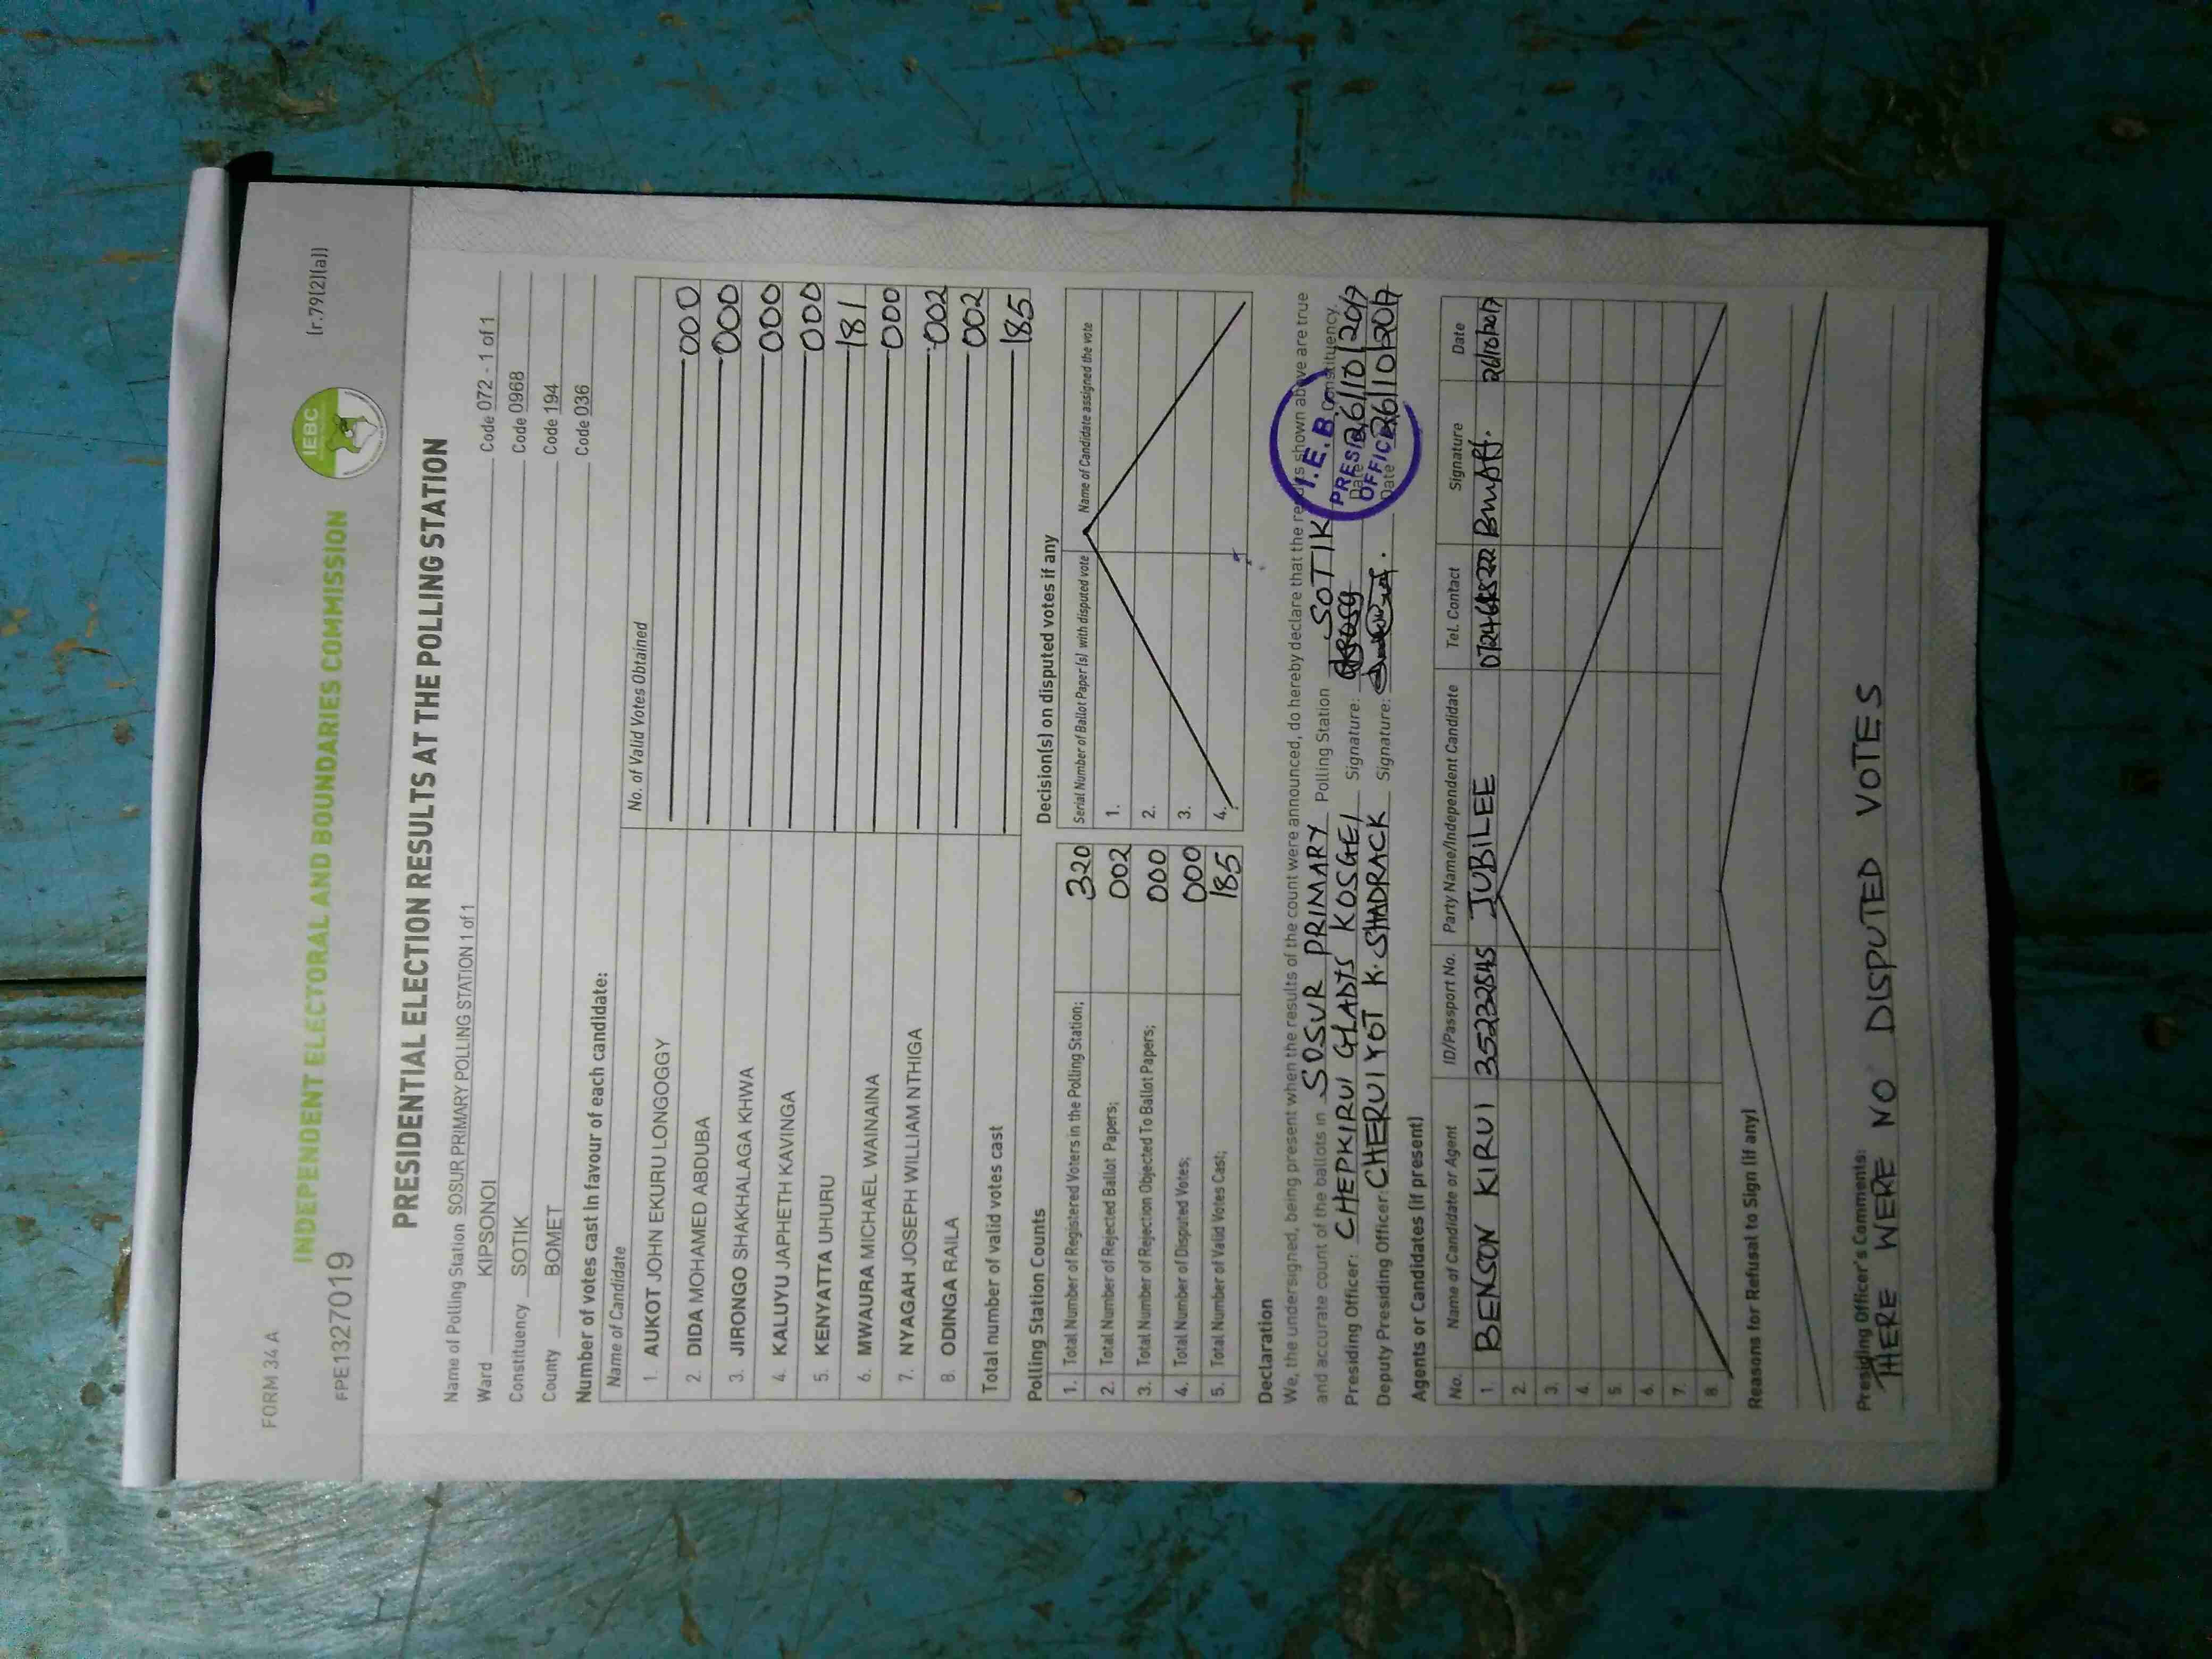 FORM 34 A
(r.79(2)(a))
IEBC
INDEPENDENT ELECTORAL AND BOUNDARIES COMMISSION
FPE1327019
PRESIDENTIAL ELECTION RESULTS AT THE POLLING STATION
Name of Polling Station SOSUR PRIMARY POLLING STATION 1 of 1 Code 072 - 1 of 1
Ward KIPSONOI Code 0968
Constituency SOTIK Code 194
County BOMET Code 036
Number of votes cast in favour of each candidate:
Name of Candidate No. of Valid Votes Obtained
1. AUKOT JOHN EKURU LONGOGGY 000
2. DIDA MOHAMED ABDUBA 000
3. JIRONGO SHAKHALAGA KHWA 000
4. KALUYU JAPHETH KAVINGA 000
5. KENYATTA UHURU 181
6. MWAURA MICHAEL WAINAINA 000
7. NYAGAH JOSEPH WILLIAM NTHIGA 002
8. ODINGA RAILA 002
Total number of valid votes cast 185
Polling Station Counts
1. Total Number of Registered Voters in the Polling Station; 320
2. Total Number of Rejected Ballot Papers; 002
3. Total Number of Rejection Objected To Ballot Papers; 000
4. Total Number of Disputed Votes; 000
5. Total Number of Valid Votes Cast; 185
Decision(s) on disputed votes if any
Serial Number of Ballot Paper(s) with disputed vote Name of Candidate assigned the vote
1.
2.
3.
4.
Declaration
We, the undersigned, being present when the results of the count were announced, do hereby declare that the results shown above are true
and accurate count of the ballots in SOSUR PRIMARY Polling Station SOTIK Constituency.
Presiding Officer: CHEPKIRUI GLADYS KOSGEI Signature: Date 26/10/2017
Deputy Presiding Officer: CHERUIYOT K. SHADRACK Signature: Date 26/10/2017
I.E.B.C
PRESIDING
OFFICER
Agents or Candidates (if present)
No. Name of Candidate or Agent ID/Passport No. Party Name/Independent Candidate Tel. Contact Signature Date
1. BENSON KIRUI JUBILEE 26/10/2017
2.
3.
4.
5.
6.
7.
8.
Reasons for Refusal to Sign (if any)
Presiding Officer's Comments:
THERE WERE NO DISPUTED VOTES